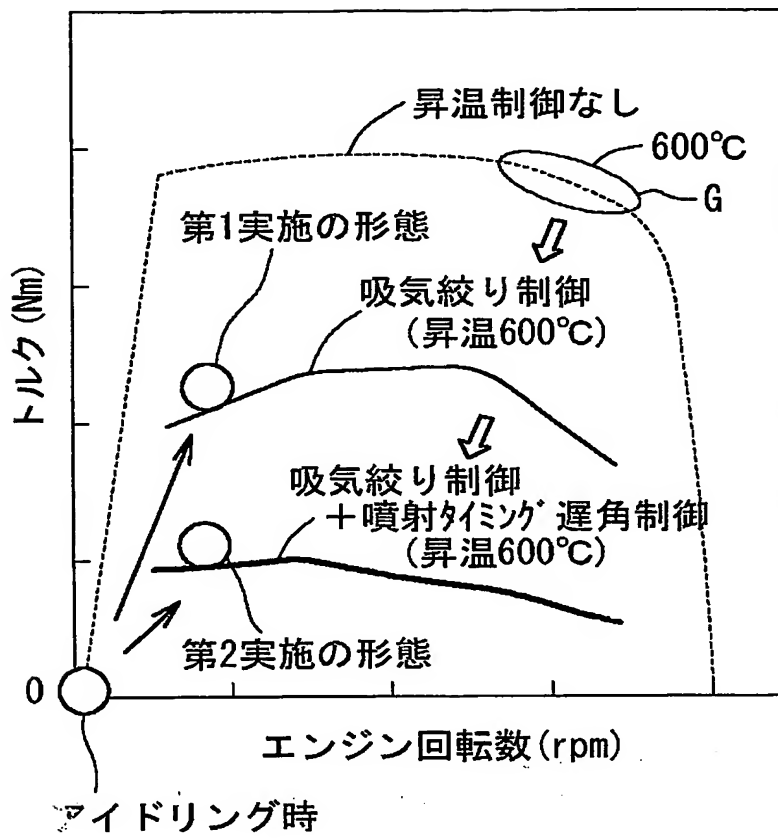 昇温制御なし
600℃
G
第1実施の形態
吸気絞り制御
(昇温600℃)
トルク(Nm)
吸気絞り制御
+噴射ﾀｲﾐﾝｸﾞ遅角制御
(昇温600℃)
第2実施の形態
0
エンジン回転数(rpm)
アイドリング時